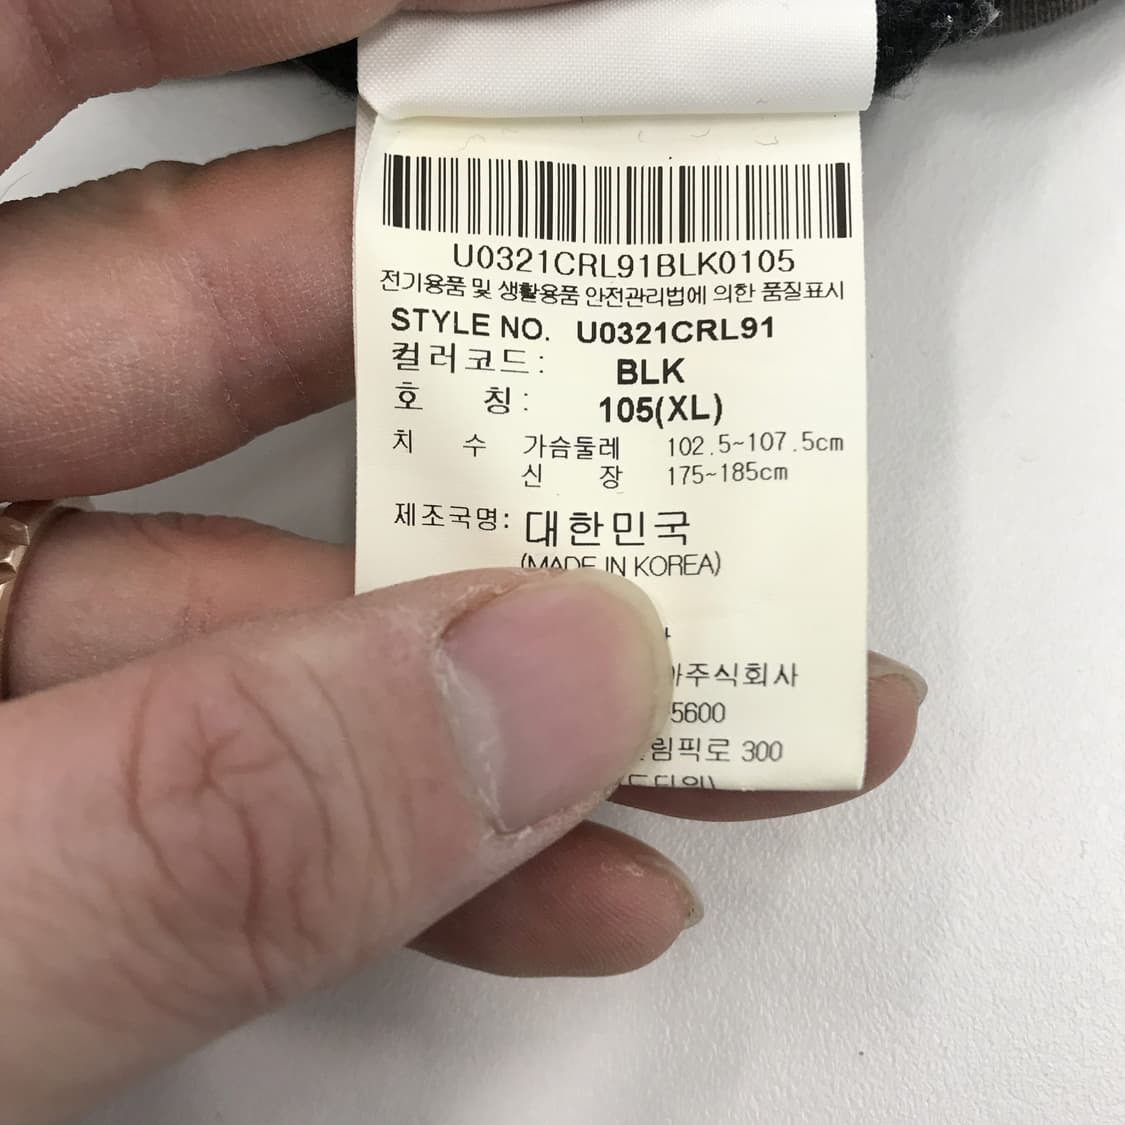 U0321CRL91BLK0105
전기용품 및 생활용품 안전관리법에 의한 품질표시
STYLE NO. U0321CRL91
컬러코드: BLK
호 칭: 105(XL)
치 수 가슴둘레 102.5~107.5cm
신 장 175~185cm
제조국명: 대한민국
(MADE IN KOREA)
주식회사
5600
림픽로 300